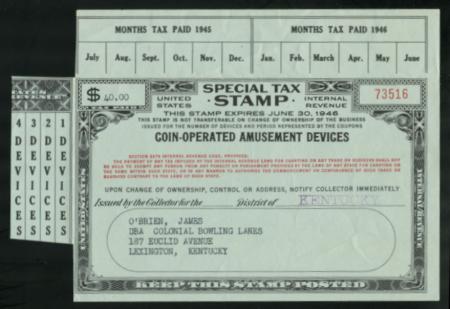 MONTHS TAX PAID 1945 MONTHS TAX PAID 1946
July Aug. Sept. Oct. Nov. Dec. Jan. Feb. March April May June
$ 40.00
UNITED STATES
SPECIAL TAX STAMP
INTERNAL REVENUE
73516
THIS STAMP EXPIRES JUNE 30, 1946
THIS STAMP IS NOT TRANSFERABLE ON CHANGE OF OWNERSHIP OF THE BUSINESS
ISSUED FOR THE NUMBER OF DEVICES AND PERIOD REPRESENTED BY THE COUPONS
COIN-OPERATED AMUSEMENT DEVICES
UPON CHANGE OF OWNERSHIP, CONTROL OR ADDRESS, NOTIFY COLLECTOR IMMEDIATELY
Issued by the Collector for the District of KENTUCKY
O'BRIEN, JAMES
DBA COLONIAL BOWLING LANES
187 EUCLID AVENUE
LEXINGTON, KENTUCKY
KEEP THIS STAMP POSTED
4 DEVICES
3 DEVICES
2 DEVICES
1 DEVICES